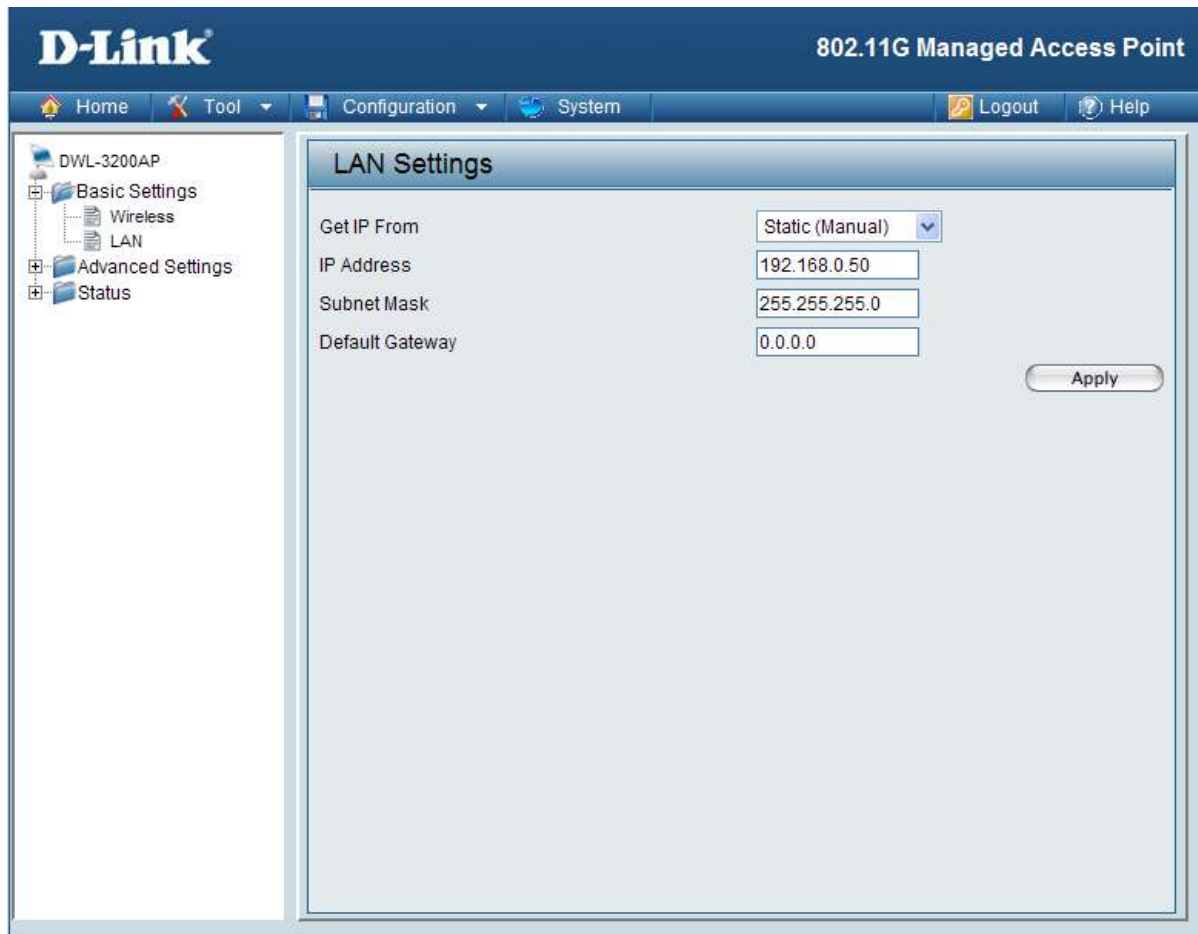 D-Link
802.11G Managed Access Point
Home Tool Configuration System Logout Help
DWL-3200AP
Basic Settings
Wireless
LAN
Advanced Settings
Status
LAN Settings
Get IP From Static (Manual)
IP Address 192.168.0.50
Subnet Mask 255.255.255.0
Default Gateway 0.0.0.0
Apply